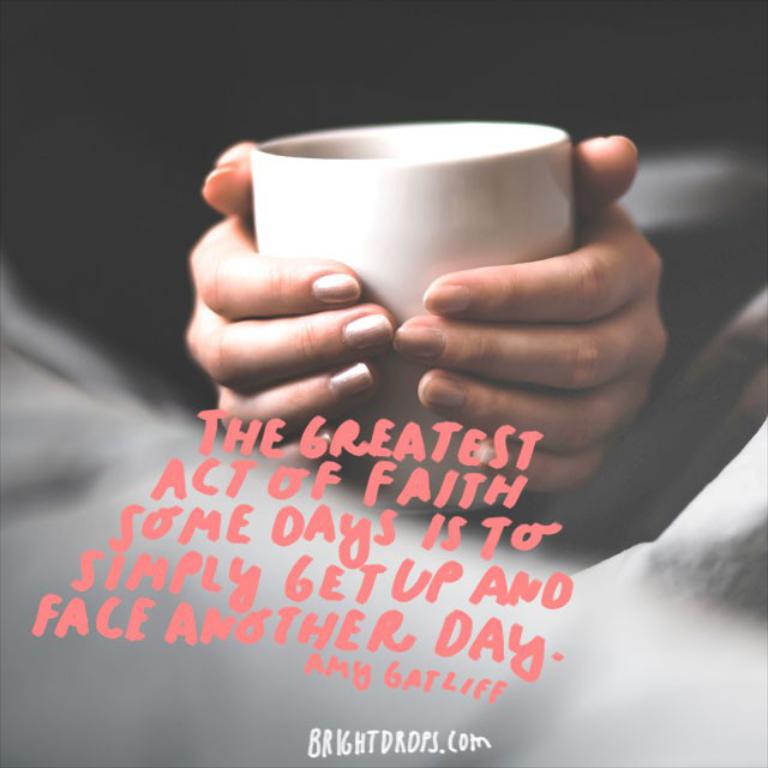 THE GREATEST
ACT OF FAITH
SOME DAYS IS TO
SIMPLY GET UP AND
FACE ANOTHER DAY.
AMY GATLIFF
BRIGHTDROPS.COM